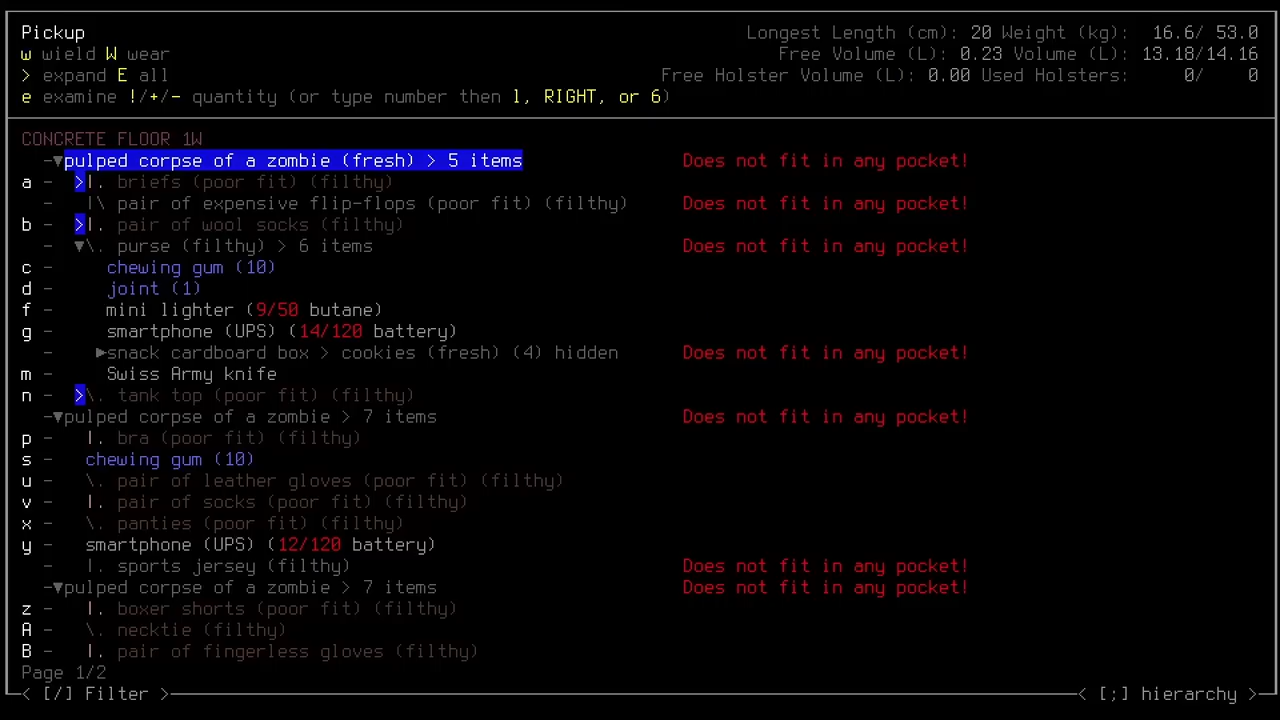 Pickup Longest Length (cm): 20 Weight (kg): 16.6/ 53.0
w wield W wear Free Volume (L): 0.23 Volume (L): 13.18/14.16
> expand E all Free Holster Volume (L): 0.00 Used Holsters: 0/ 0
e examine !/+/- quantity (or type number then l, RIGHT, or 6)
CONCRETE FLOOR 1W
-▼pulped corpse of a zombie (fresh) > 5 items Does not fit in any pocket!
a - >|. briefs (poor fit) (filthy)
- |\ pair of expensive flip-flops (poor fit) (filthy) Does not fit in any pocket!
b - >|. pair of wool socks (filthy)
- ▼\. purse (filthy) > 6 items Does not fit in any pocket!
c - chewing gum (10)
d - joint (1)
f - mini lighter (9/50 butane)
g - smartphone (UPS) (14/120 battery)
- ▶snack cardboard box > cookies (fresh) (4) hidden Does not fit in any pocket!
m - Swiss Army knife
n - >\. tank top (poor fit) (filthy)
-▼pulped corpse of a zombie > 7 items Does not fit in any pocket!
p - |. bra (poor fit) (filthy)
s - chewing gum (10)
u - \. pair of leather gloves (poor fit) (filthy)
v - |. pair of socks (poor fit) (filthy)
x - \. panties (poor fit) (filthy)
y - smartphone (UPS) (12/120 battery)
- |. sports jersey (filthy) Does not fit in any pocket!
-▼pulped corpse of a zombie > 7 items Does not fit in any pocket!
z - |. boxer shorts (poor fit) (filthy)
A - \. necktie (filthy)
B - |. pair of fingerless gloves (filthy)
Page 1/2
< [/] Filter > < [;] hierarchy >